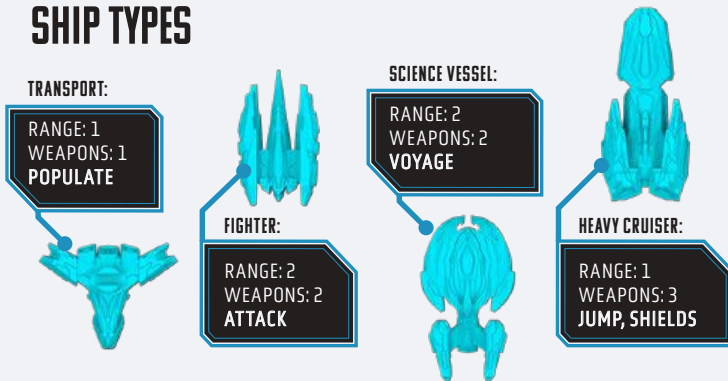 SHIP TYPES
TRANSPORT:
RANGE: 1
WEAPONS: 1
POPULATE
FIGHTER:
RANGE: 2
WEAPONS: 2
ATTACK
SCIENCE VESSEL:
RANGE: 2
WEAPONS: 2
VOYAGE
HEAVY CRUISER:
RANGE: 1
WEAPONS: 3
JUMP, SHIELDS